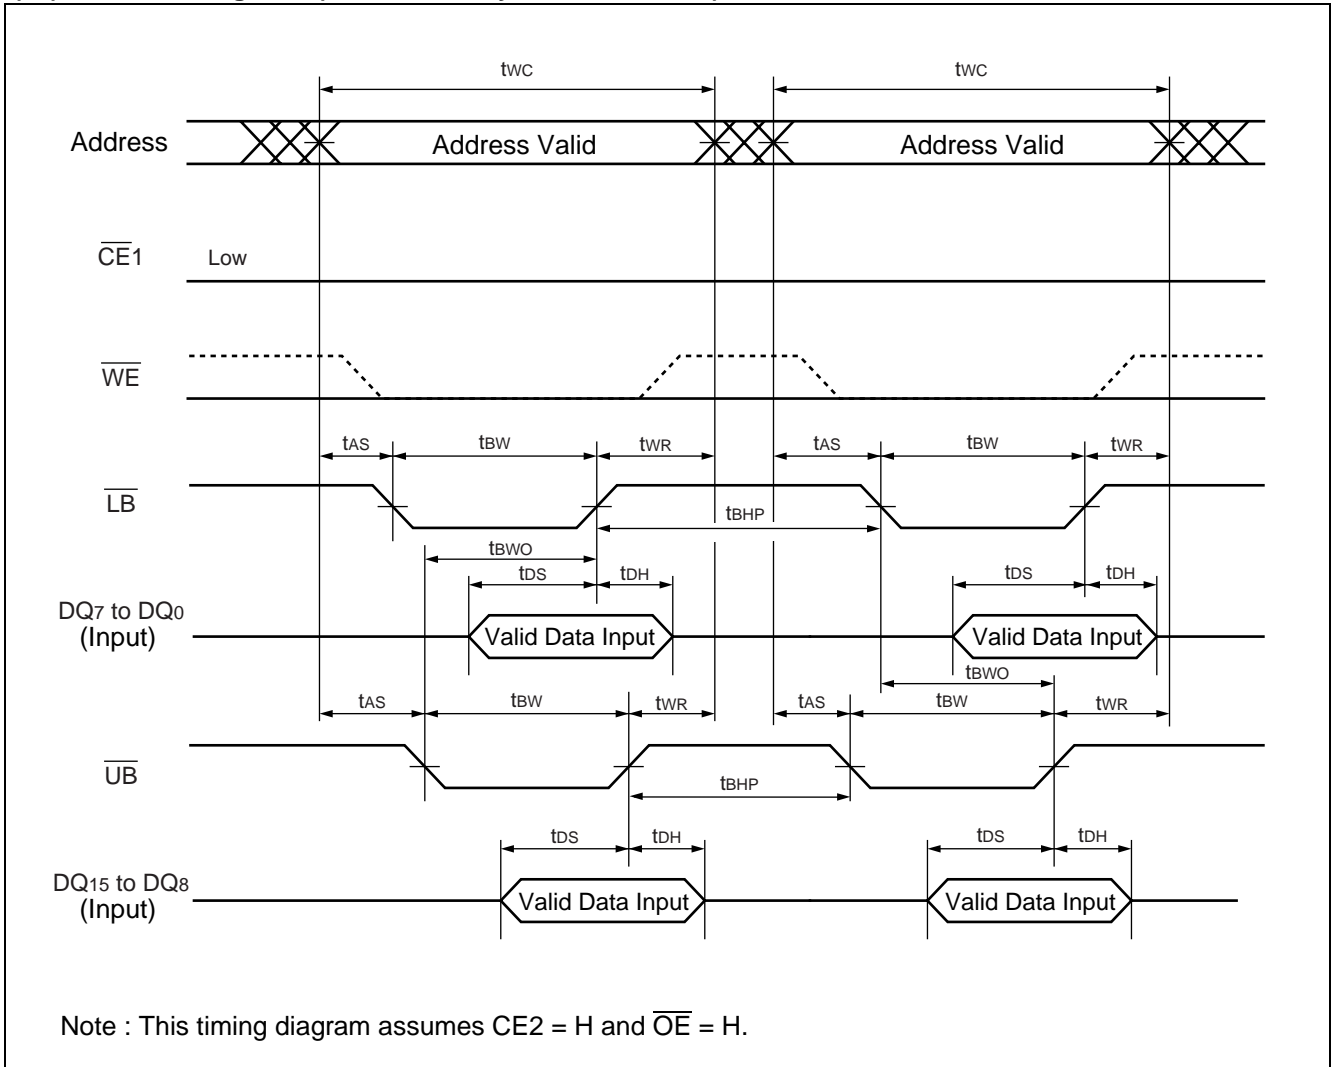 tWC tWC
Address Address Valid Address Valid
CE1 Low
WE
tAS tBW tWR tAS tBW tWR
LB
tBHP
tBWO
tDS tDH tDS tDH
DQ7 to DQ0
(Input)
Valid Data Input Valid Data Input
tBWO
tAS tBW tWR tAS tBW tWR
UB
tBHP
tDS tDH tDS tDH
DQ15 to DQ8
(Input)
Valid Data Input Valid Data Input
Note : This timing diagram assumes CE2 = H and OE = H.